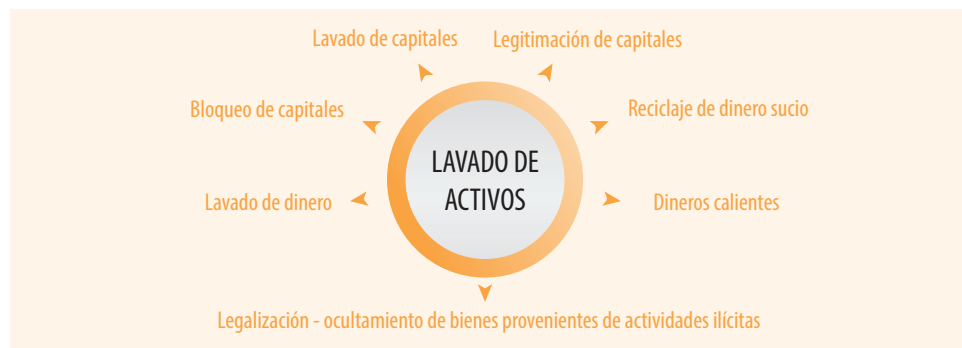 Lavado de capitales
Legitimación de capitales
Bloqueo de capitales
Reciclaje de dinero sucio
LAVADO DE
ACTIVOS
Lavado de dinero
Dineros calientes
Legalización - ocultamiento de bienes provenientes de actividades ilícitas